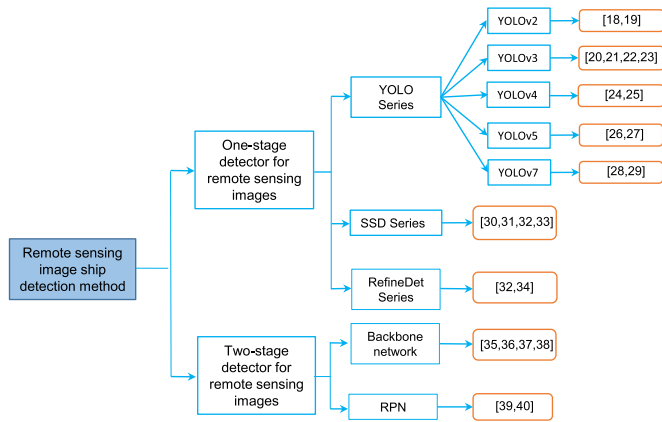 Remote sensing
image ship
detection method
One-stage
detector for
remote sensing
images
YOLO
Series
YOLOv2
[18,19]
YOLOv3
[20,21,22,23]
YOLOv4
[24,25]
YOLOv5
[26,27]
YOLOv7
[28,29]
SSD Series
[30,31,32,33]
RefineDet
Series
[32,34]
Two-stage
detector for
remote sensing
images
Backbone
network
[35,36,37,38]
RPN
[39,40]